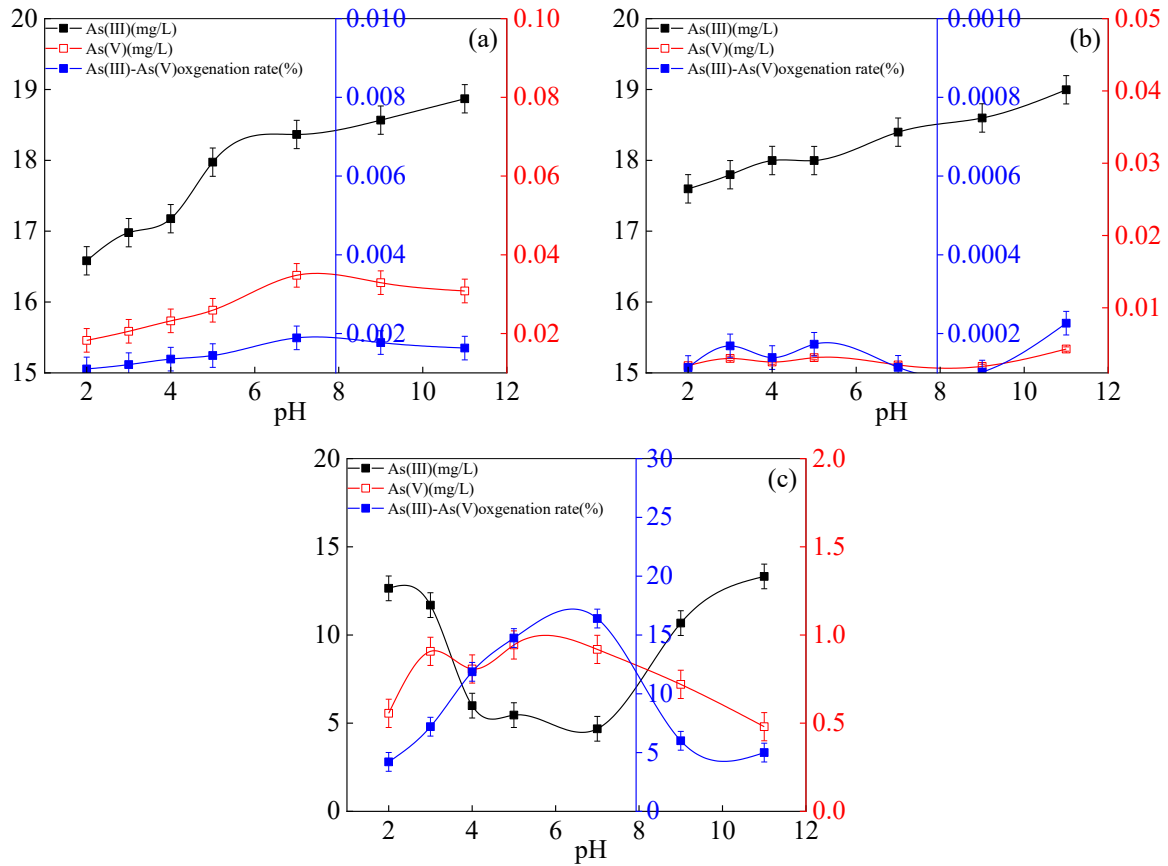 (a)
As(III)(mg/L)
As(V)(mg/L)
As(III)-As(V)oxgenation rate(%)
20
19
18
17
16
15
2 4 6 8 10 12
pH
0.010
0.008
0.006
0.004
0.002
0.10
0.08
0.06
0.04
0.02
(b)
As(III)(mg/L)
As(V)(mg/L)
As(III)-As(V)oxgenation rate(%)
20
19
18
17
16
15
2 4 6 8 10 12
pH
0.0010
0.0008
0.0006
0.0004
0.0002
0.05
0.04
0.03
0.02
0.01
(c)
As(III)(mg/L)
As(V)(mg/L)
As(III)-As(V)oxgenation rate(%)
20
15
10
5
0
2 4 6 8 10 12
pH
30
25
20
15
10
5
0
2.0
1.5
1.0
0.5
0.0